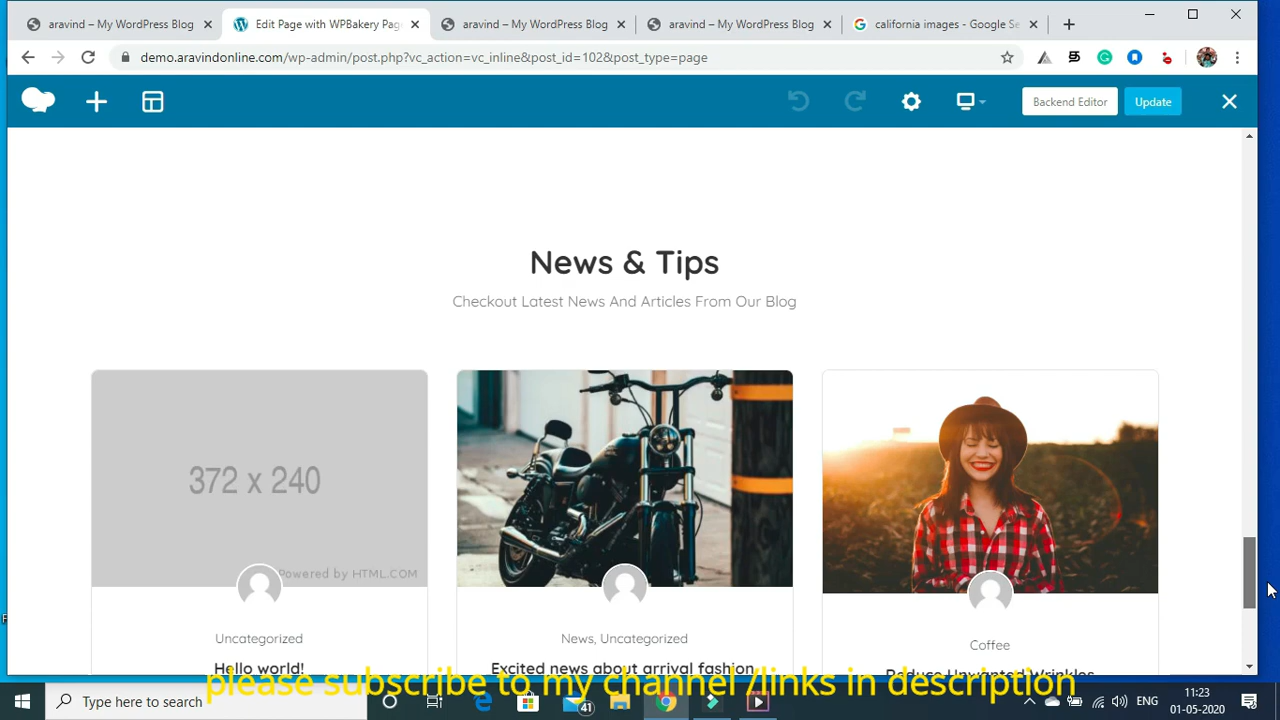 aravind – My WordPress Blog
Edit Page with WPBakery Pag
aravind – My WordPress Blog
aravind – My WordPress Blog
california images - Google Se
demo.aravindonline.com/wp-admin/post.php?vc_action=vc_inline&post_id=102&post_type=page
Backend Editor
Update
News & Tips
Checkout Latest News And Articles From Our Blog
372 x 240
Powered by HTML.COM
Uncategorized
News, Uncategorized
Coffee
Hello world!
Excited news about arrival fashion
Reduce Unwanted Wrinkles
please subscribe to my channel /links in description
Type here to search
41
ENG
11:23
01-05-2020